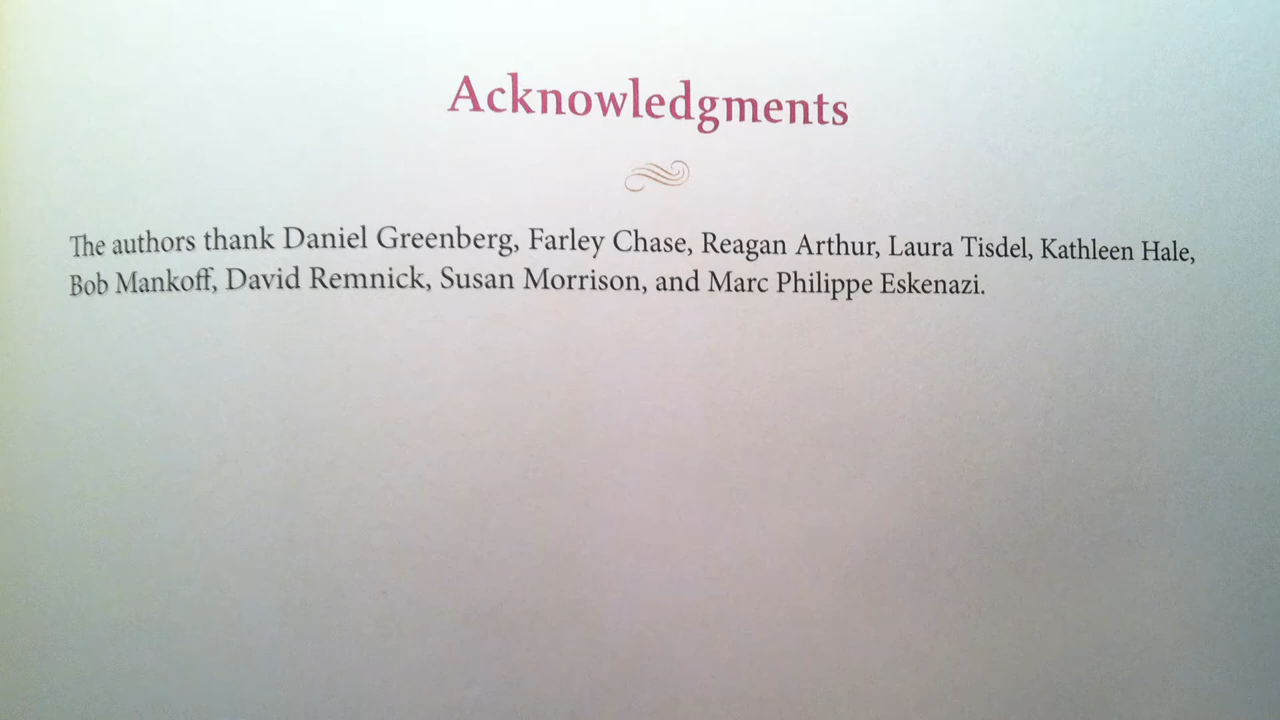 Acknowledgments
The authors thank Daniel Greenberg, Farley Chase, Reagan Arthur, Laura Tisdel, Kathleen Hale,
Bob Mankoff, David Remnick, Susan Morrison, and Marc Philippe Eskenazi.